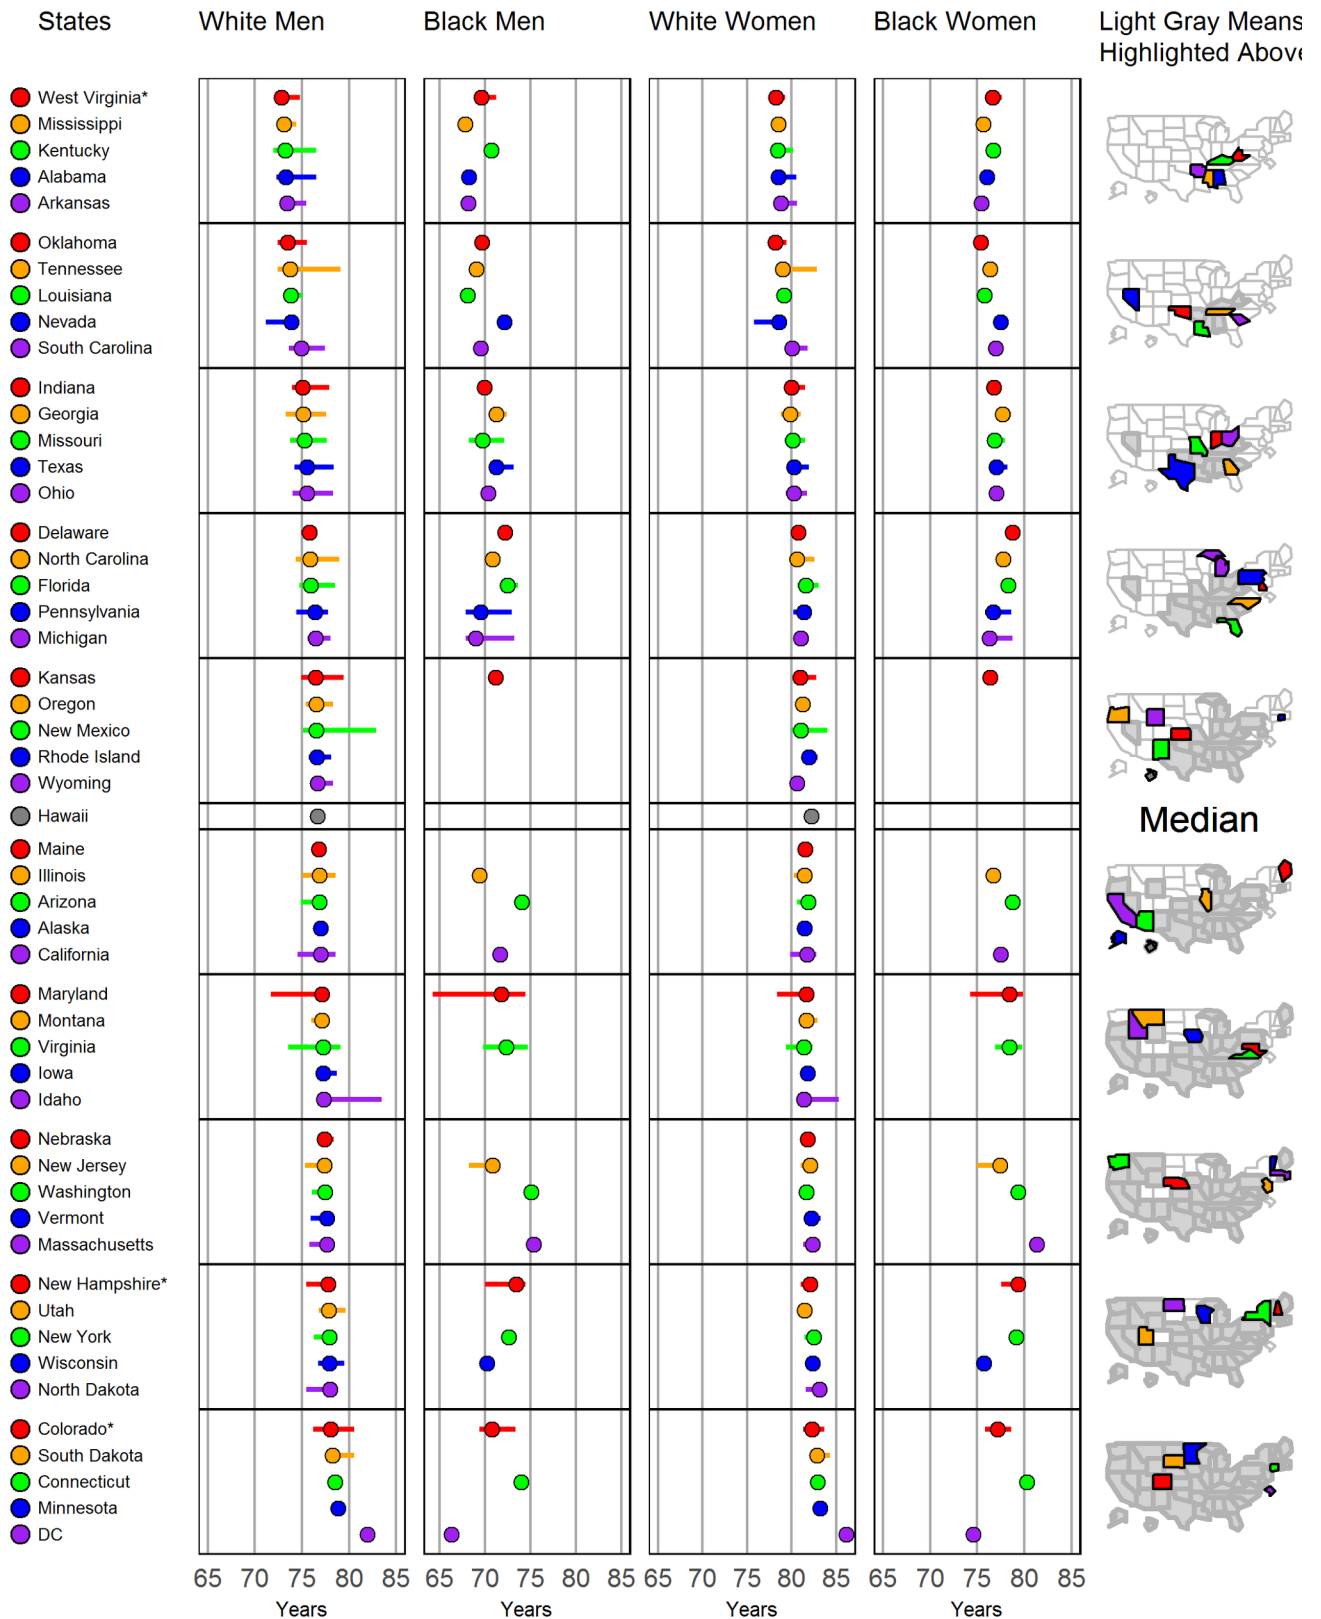 States White Men Black Men White Women Black Women Light Gray Means
Highlighted Above
West Virginia*
Mississippi
Kentucky
Alabama
Arkansas
Oklahoma
Tennessee
Louisiana
Nevada
South Carolina
Indiana
Georgia
Missouri
Texas
Ohio
Delaware
North Carolina
Florida
Pennsylvania
Michigan
Kansas
Oregon
New Mexico
Rhode Island
Wyoming
Hawaii Median
Maine
Illinois
Arizona
Alaska
California
Maryland
Montana
Virginia
Iowa
Idaho
Nebraska
New Jersey
Washington
Vermont
Massachusetts
New Hampshire*
Utah
New York
Wisconsin
North Dakota
Colorado*
South Dakota
Connecticut
Minnesota
DC
65 70 75 80 85 65 70 75 80 85 65 70 75 80 85 65 70 75 80 85
Years Years Years Years